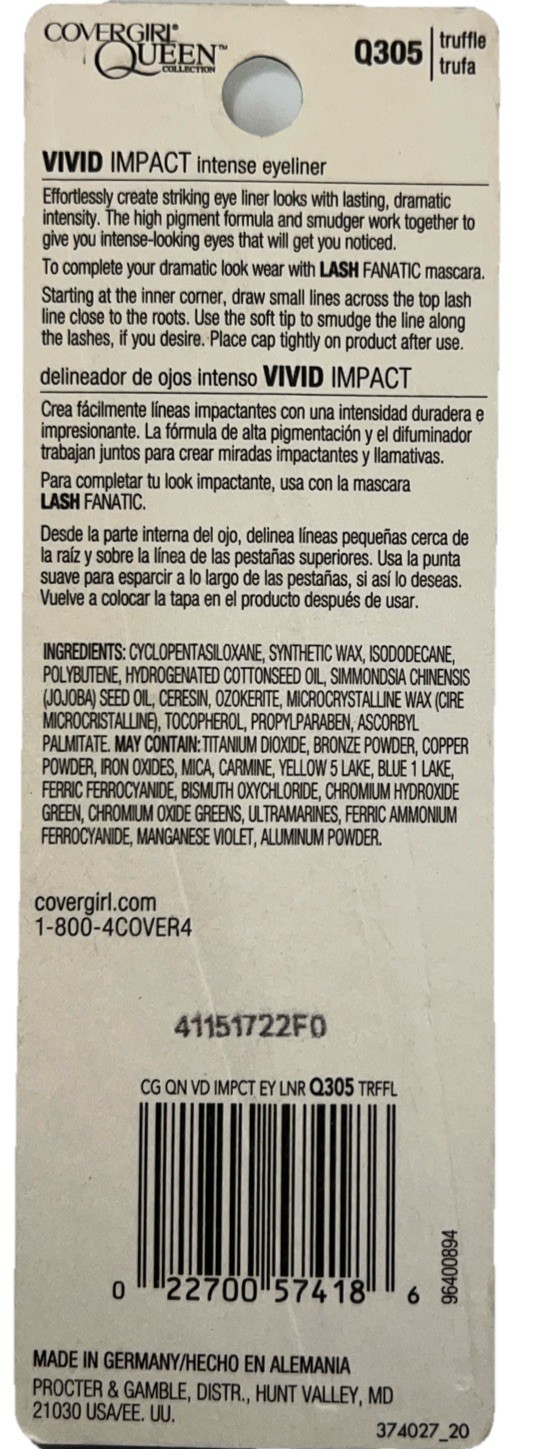 COVERGIRL®
QUEEN™
COLLECTION
Q305 truffle
trufa
VIVID IMPACT intense eyeliner
Effortlessly create striking eye liner looks with lasting, dramatic
intensity. The high pigment formula and smudger work together to
give you intense-looking eyes that will get you noticed.
To complete your dramatic look wear with LASH FANATIC mascara.
Starting at the inner corner, draw small lines across the top lash
line close to the roots. Use the soft tip to smudge the line along
the lashes, if you desire. Place cap tightly on product after use.
delineador de ojos intenso VIVID IMPACT
Crea fácilmente líneas impactantes con una intensidad duradera e
impresionante. La fórmula de alta pigmentación y el difuminador
trabajan juntos para crear miradas impactantes y llamativas.
Para completar tu look impactante, usa con la mascara
LASH FANATIC.
Desde la parte interna del ojo, delinea líneas pequeñas cerca de
la raíz y sobre la línea de las pestañas superiores. Usa la punta
suave para esparcir a lo largo de las pestañas, si así lo deseas.
Vuelve a colocar la tapa en el producto después de usar.
INGREDIENTS: CYCLOPENTASILOXANE, SYNTHETIC WAX, ISODODECANE,
POLYBUTENE, HYDROGENATED COTTONSEED OIL, SIMMONDSIA CHINENSIS
(JOJOBA) SEED OIL, CERESIN, OZOKERITE, MICROCRYSTALLINE WAX (CIRE
MICROCRISTALLINE), TOCOPHEROL, PROPYLPARABEN, ASCORBYL
PALMITATE. MAY CONTAIN: TITANIUM DIOXIDE, BRONZE POWDER, COPPER
POWDER, IRON OXIDES, MICA, CARMINE, YELLOW 5 LAKE, BLUE 1 LAKE,
FERRIC FERROCYANIDE, BISMUTH OXYCHLORIDE, CHROMIUM HYDROXIDE
GREEN, CHROMIUM OXIDE GREENS, ULTRAMARINES, FERRIC AMMONIUM
FERROCYANIDE, MANGANESE VIOLET, ALUMINUM POWDER.
covergirl.com
1-800-4COVER4
41151722F0
CG QN VD IMPCT EY LNR Q305 TRFFL
0 22700 57418 6
96400894
MADE IN GERMANY/HECHO EN ALEMANIA
PROCTER & GAMBLE, DISTR., HUNT VALLEY, MD
21030 USA/EE. UU.
374027_20